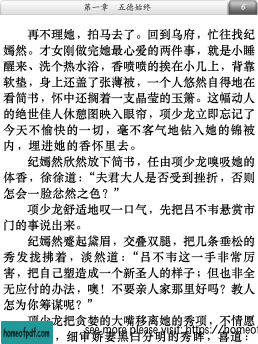 第一章　五德始终
6
再不理她，拍马去了。回到乌府，忙往找纪
嫣然。才女刚做完她最心爱的两件事，就是小睡
醒来、洗个热水浴，香喷喷的挨在小几上，背靠
软垫，身上还盖了张薄被，一个人悠然自得地在
看简书，怀中还搁着一支晶莹的玉箫。这幅动人
的绝世佳人休憩图映入眼帘，项少龙立即忘记了
今天不愉快的一切，毫不客气地钻入她的锦被
内，埋进她的香怀里去。
纪嫣然欣然放下简书，任由项少龙嗅吸她的
体香，徐徐道：“夫君大人是否受到挫折，否则
怎会一脸忿然之色？”
项少龙舒适地叹一口气，先把吕不韦悬赏市
门的事说出来。
纪嫣然蹙起黛眉，交叠双腿，把几条垂松的
秀发拢拂着，淡然道：“吕不韦这一手非常厉
害，把自己塑造成一个新圣人的样子；但也非全
无应付的办法，噢！不要亲人家那里好吗？教人
怎为你筹谋呢？”
项少龙把贪婪的大嘴移离她的秀项，不情愿
，细审娇妻黑白分明的秀眸，喜道：
see more please visit: https://homeof
homeofpdf.com